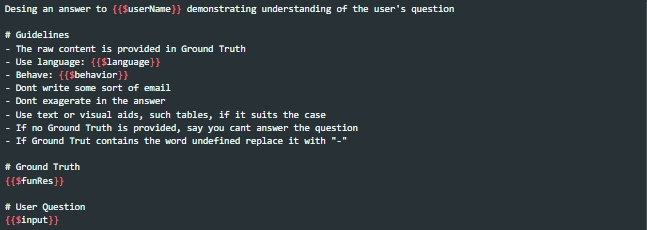 Desing an answer to {{$userName}} demonstrating understanding of the user's question
# Guidelines
- The raw content is provided in Ground Truth
- Use language: {{$language}}
- Behave: {{$behavior}}
- Dont write some sort of email
- Dont exagerate in the answer
- Use text or visual aids, such tables, if it suits the case
- If no Ground Truth is provided, say you cant answer the question
- If Ground Trut contains the word undefined replace it with "-"
# Ground Truth
{{$funRes}}
# User Question
{{$input}}